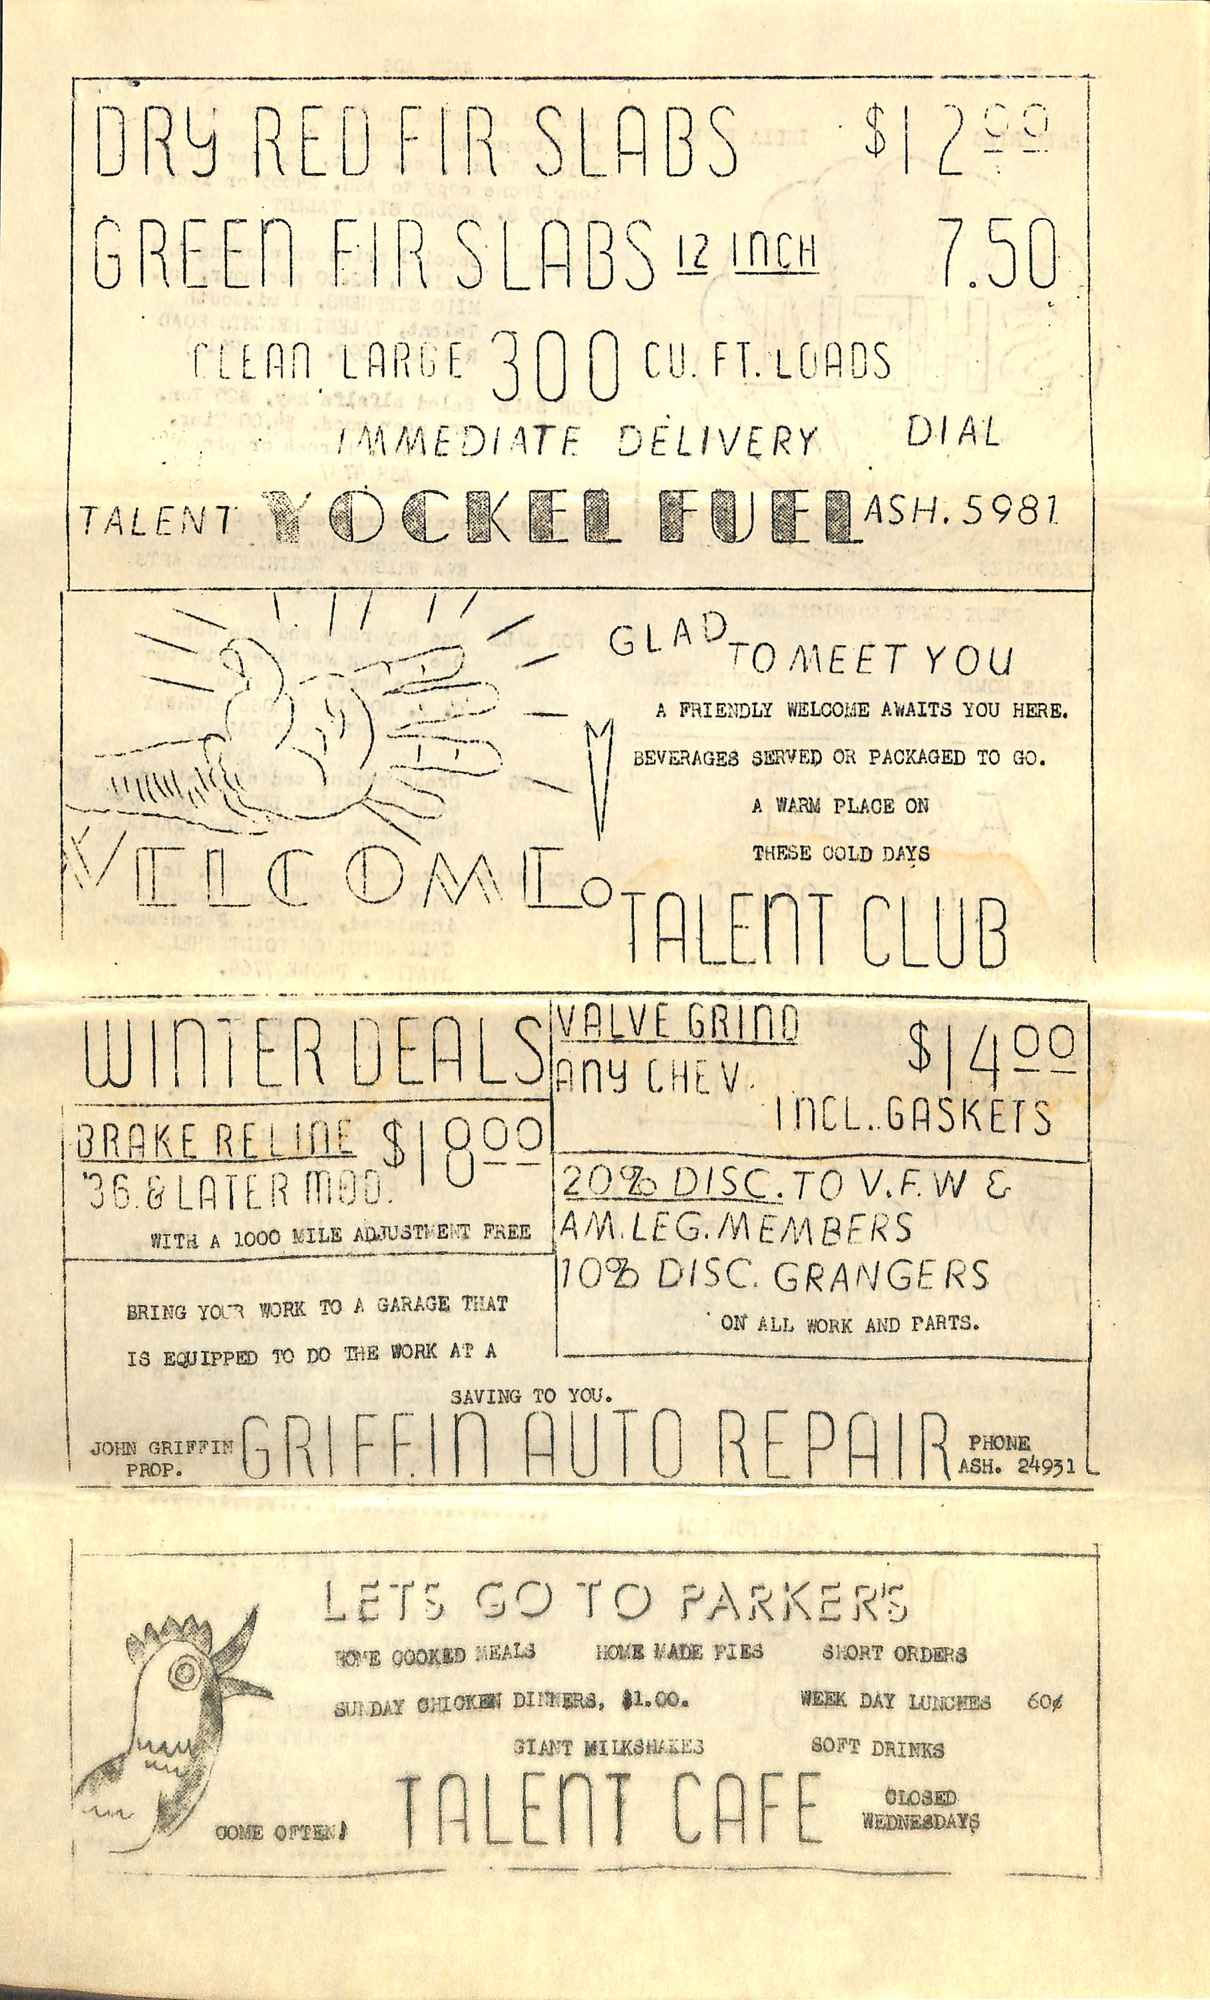 DRY RED FIR SLABS $12.00
GREEN FIR SLABS 12 INCH 7.50
CLEAN LARGE 300 CU. FT. LOADS
IMMEDIATE DELIVERY DIAL
TALENT YOCKEL FUEL ASH. 5981
GLAD TO MEET YOU
A FRIENDLY WELCOME AWAITS YOU HERE.
BEVERAGES SERVED OR PACKAGED TO GO.
A WARM PLACE ON
THESE COLD DAYS
WELCOME!
TALENT CLUB
WINTER DEALS
BRAKE RELINE $18.00
'36 & LATER MOD.
WITH A 1000 MILE ADJUSTMENT FREE
VALVE GRIND
ANY CHEV. $14.00
INCL. GASKETS
20% DISC. TO V.F.W &
AM. LEG. MEMBERS
10% DISC. GRANGERS
ON ALL WORK AND PARTS.
BRING YOUR WORK TO A GARAGE THAT
IS EQUIPPED TO DO THE WORK AT A
SAVING TO YOU.
JOHN GRIFFIN
PROP.
GRIFFIN AUTO REPAIR
PHONE
ASH. 24931
LETS GO TO PARKER'S
HOME COOKED MEALS HOME MADE PIES SHORT ORDERS
SUNDAY CHICKEN DINNERS, $1.00. WEEK DAY LUNCHES 60¢
GIANT MILKSHAKES SOFT DRINKS
COME OFTEN!
TALENT CAFE
CLOSED
WEDNESDAYS